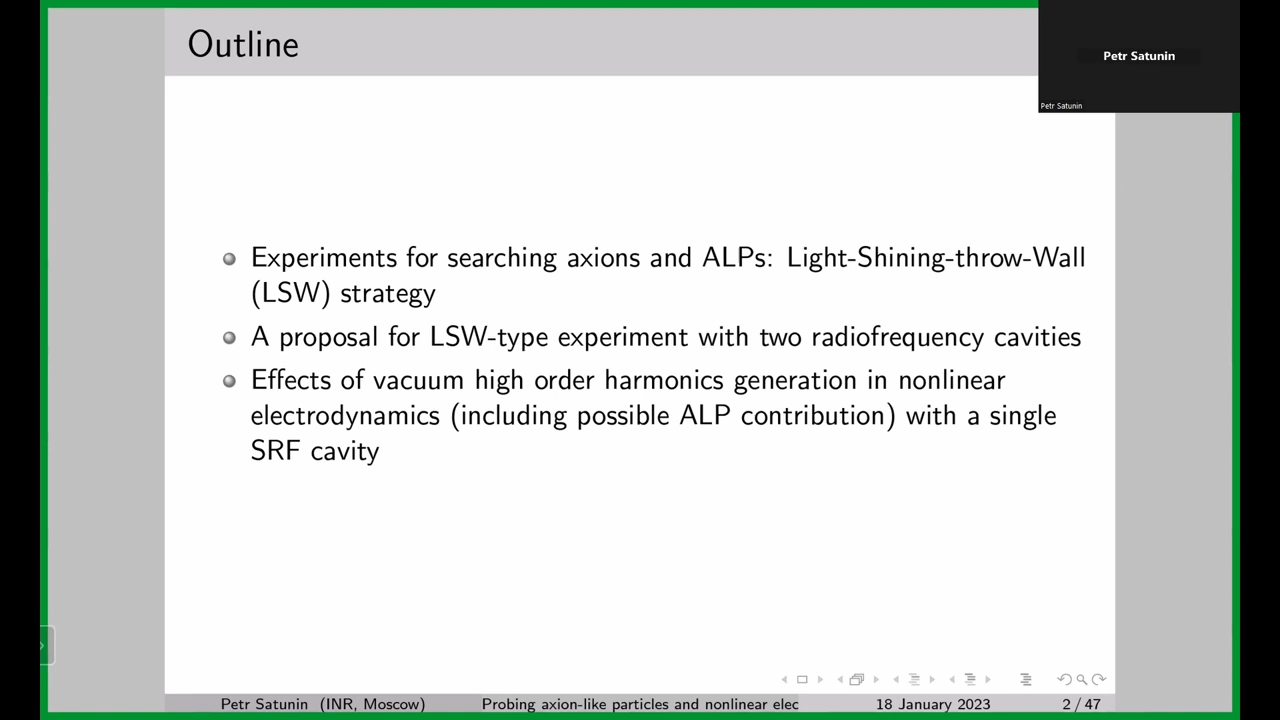 Outline
Petr Satunin
Petr Satunin
Experiments for searching axions and ALPs: Light-Shining-throw-Wall
(LSW) strategy
A proposal for LSW-type experiment with two radiofrequency cavities
Effects of vacuum high order harmonics generation in nonlinear
electrodynamics (including possible ALP contribution) with a single
SRF cavity
Petr Satunin (INR, Moscow) Probing axion-like particles and nonlinear elec 18 January 2023 2 / 47